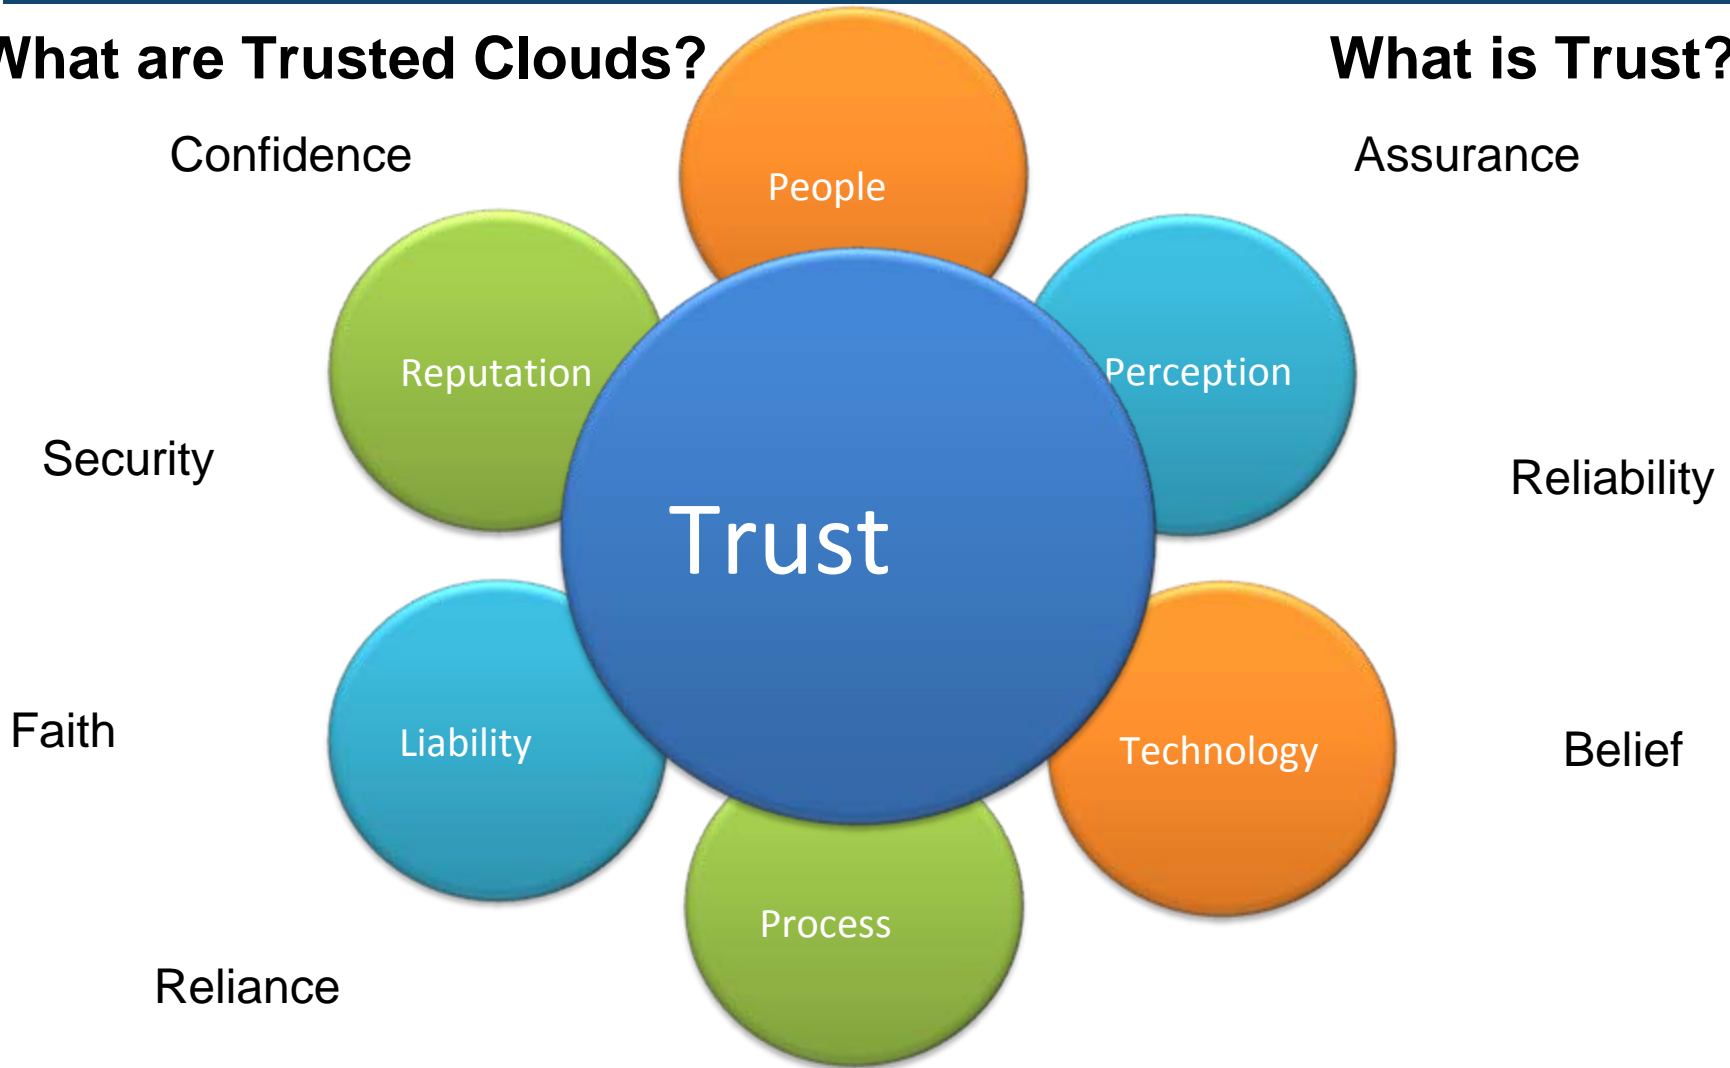 What are Trusted Clouds?
What is Trust?
Confidence
Assurance
People
Reputation
Perception
Security
Reliability
Trust
Faith
Liability
Technology
Belief
Process
Reliance